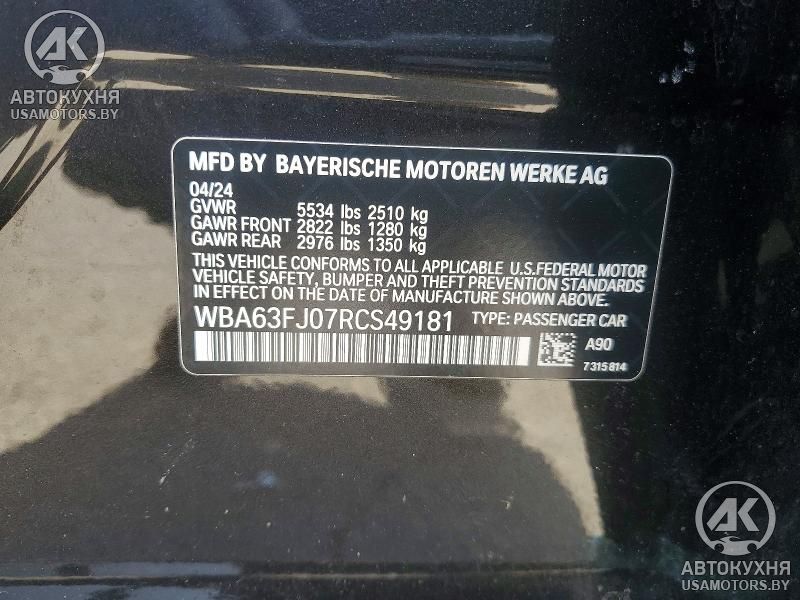 AK
АВТОКУХНЯ
USAMOTORS.BY
MFD BY BAYERISCHE MOTOREN WERKE AG
04/24
GVWR 5534 lbs 2510 kg
GAWR FRONT 2822 lbs 1280 kg
GAWR REAR 2976 lbs 1350 kg
THIS VEHICLE CONFORMS TO ALL APPLICABLE U.S.FEDERAL MOTOR
VEHICLE SAFETY, BUMPER AND THEFT PREVENTION STANDARDS
IN EFFECT ON THE DATE OF MANUFACTURE SHOWN ABOVE.
WBA63FJ07RCS49181 TYPE: PASSENGER CAR
A90
7315814
AK
АВТОКУХНЯ
USAMOTORS.BY